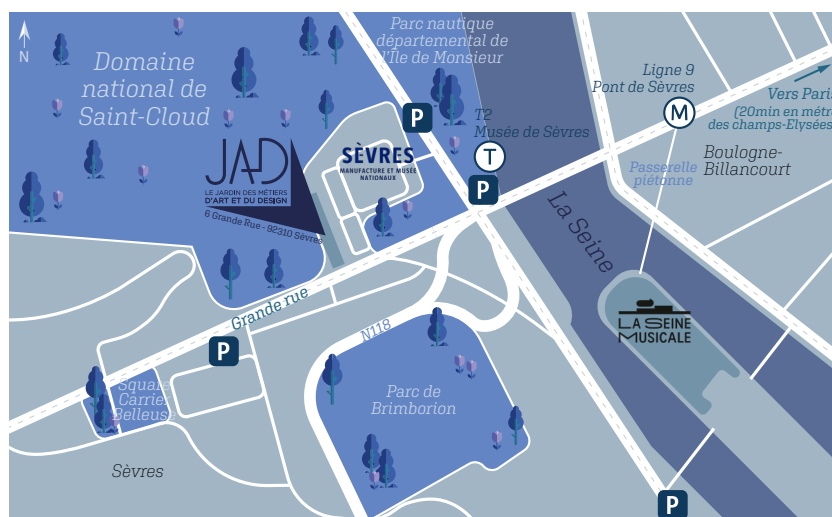 N
Domaine
national de
Saint-Cloud
Parc nautique
départemental de
l'Ile de Monsieur
P
T2
Musée de Sèvres
T
P
Ligne 9
Pont de Sèvres
M
Vers Paris
(20min en métro
des champs-Elysées)
Boulogne-
Billancourt
Passerelle
piétonne
JAD
LE JARDIN DES MÉTIERS
D'ART ET DU DESIGN
6 Grande Rue - 92310 Sèvres
SÈVRES
MANUFACTURE ET MUSÉE
NATIONAUX
La Seine
LA SEINE
MUSICALE
Grande rue
N118
P
Square
Carrier
Belleuse
Parc de
Brimborion
Sèvres
P